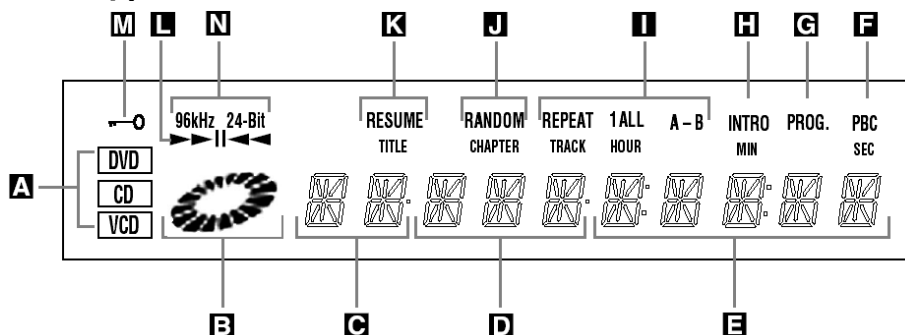 M L N K J I H G F
96kHz 24-Bit RESUME RANDOM REPEAT 1 ALL A – B INTRO PROG. PBC
TITLE CHAPTER TRACK HOUR MIN SEC
A DVD
CD
VCD
B C D E